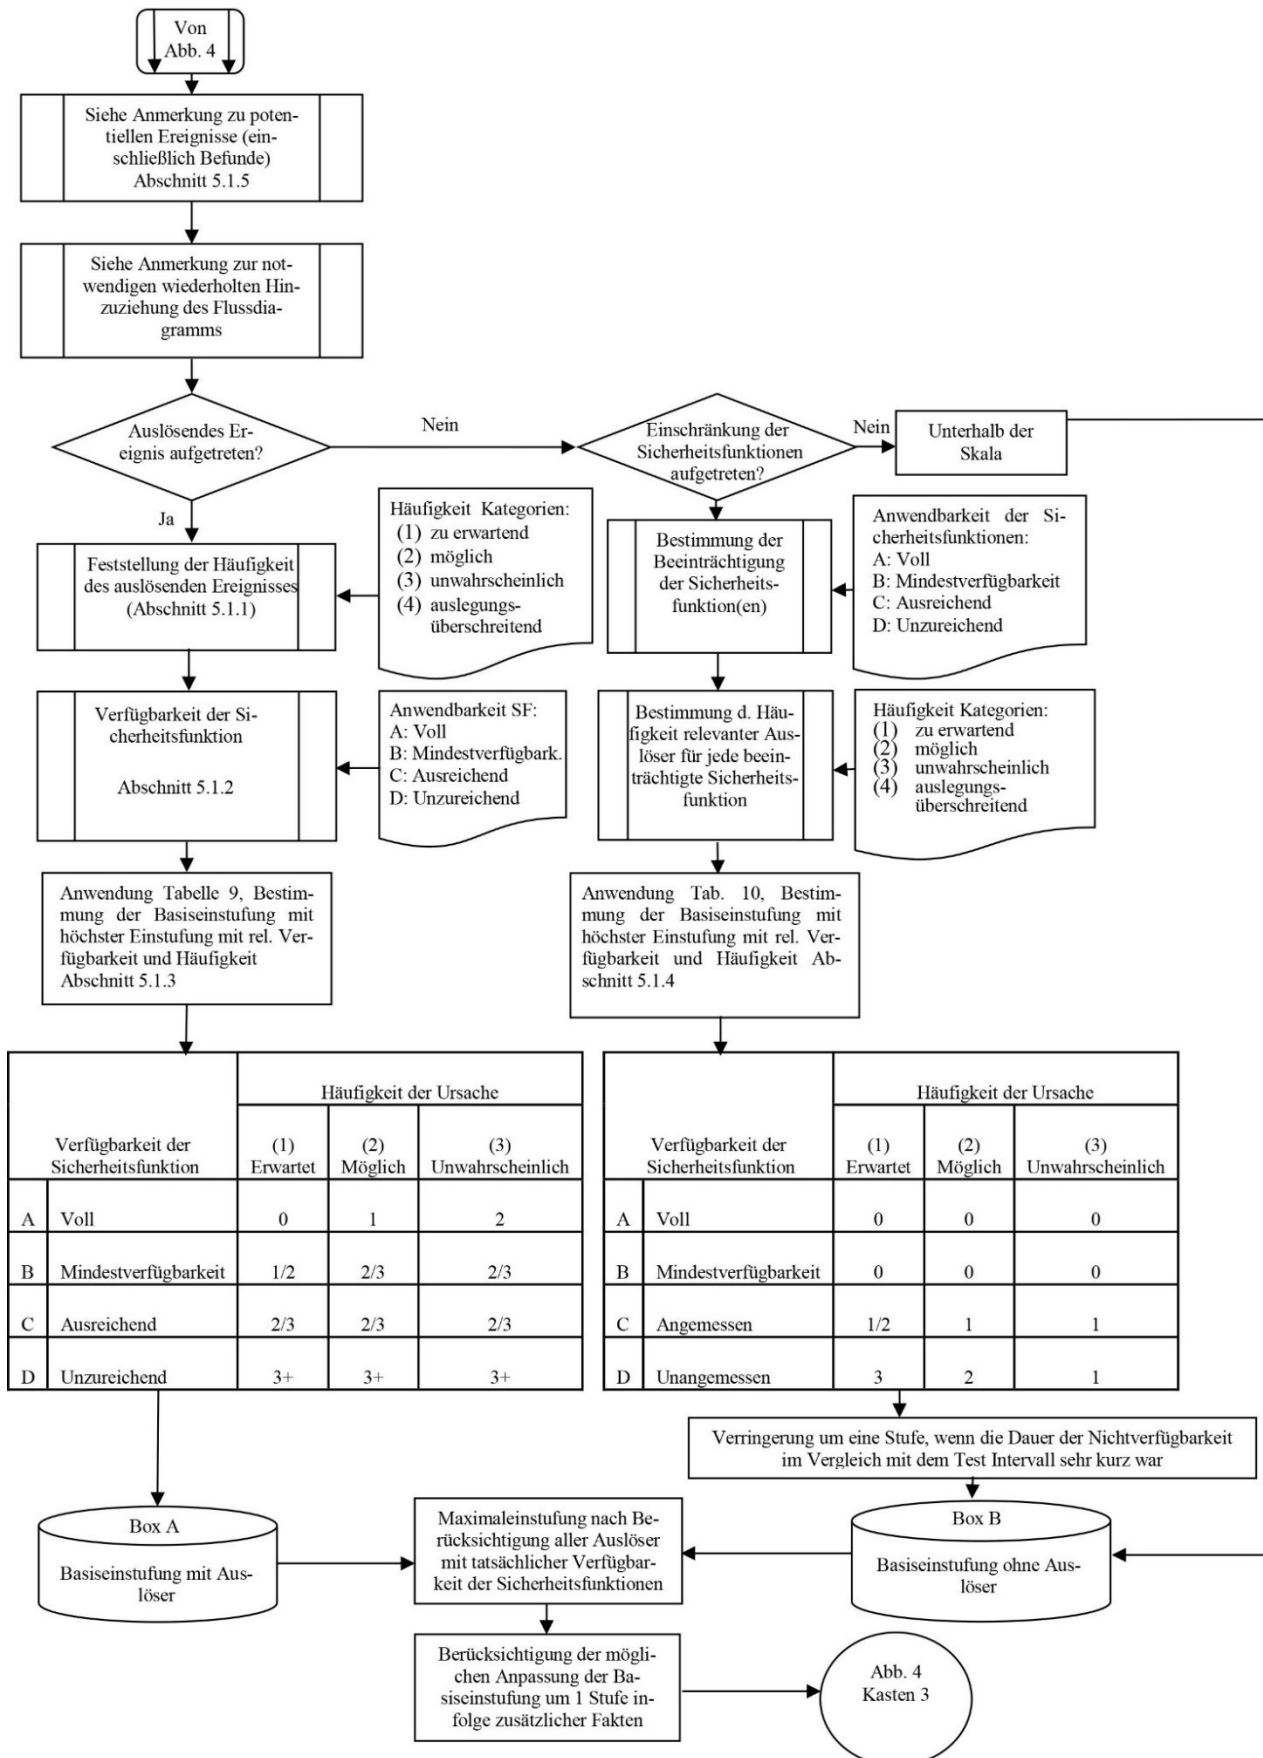 Von
Abb. 4
Siehe Anmerkung zu poten-
tiellen Ereignisse (ein-
schließlich Befunde)
Abschnitt 5.1.5
Siehe Anmerkung zur not-
wendigen wiederholten Hin-
zuziehung des Flussdia-
gramms
Auslösendes Er-
eignis aufgetreten?
Nein
Einschränkung der
Sicherheitsfunktionen
aufgetreten?
Nein
Unterhalb der
Skala
Ja
Feststellung der Häufigkeit
des auslösenden Ereignisses
(Abschnitt 5.1.1)
Häufigkeit Kategorien:
(1) zu erwartend
(2) möglich
(3) unwahrscheinlich
(4) auslegungs-
überschreitend
Bestimmung der
Beeinträchtigung
der Sicherheits-
funktion(en)
Anwendbarkeit der Si-
cherheitsfunktionen:
A: Voll
B: Mindestverfügbarkeit
C: Ausreichend
D: Unzureichend
Verfügbarkeit der Si-
cherheitsfunktion
Abschnitt 5.1.2
Anwendbarkeit SF:
A: Voll
B: Mindestverfügbark.
C: Ausreichend
D: Unzureichend
Bestimmung d. Häu-
figkeit relevanter Aus-
löser für jede beein-
trächtigte Sicherheits-
funktion
Häufigkeit Kategorien:
(1) zu erwartend
(2) möglich
(3) unwahrscheinlich
(4) auslegungs-
überschreitend
Anwendung Tabelle 9, Bestim-
mung der Basiseinstufung mit
höchster Einstufung mit rel. Ver-
fügbarkeit und Häufigkeit
Abschnitt 5.1.3
Anwendung Tab. 10, Bestim-
mung der Basiseinstufung mit
höchster Einstufung mit rel. Ver-
fügbarkeit und Häufigkeit Ab-
schnitt 5.1.4
Häufigkeit der Ursache
Verfügbarkeit der
Sicherheitsfunktion
(1)
Erwartet
(2)
Möglich
(3)
Unwahrscheinlich
A Voll 0 1 2
B Mindestverfügbarkeit 1/2 2/3 2/3
C Ausreichend 2/3 2/3 2/3
D Unzureichend 3+ 3+ 3+
Häufigkeit der Ursache
Verfügbarkeit der
Sicherheitsfunktion
(1)
Erwartet
(2)
Möglich
(3)
Unwahrscheinlich
A Voll 0 0 0
B Mindestverfügbarkeit 0 0 0
C Angemessen 1/2 1 1
D Unangemessen 3 2 1
Verringerung um eine Stufe, wenn die Dauer der Nichtverfügbarkeit
im Vergleich mit dem Test Intervall sehr kurz war
Box A
Basiseinstufung mit Aus-
löser
Maximaleinstufung nach Be-
rücksichtigung aller Auslöser
mit tatsächlicher Verfügbar-
keit der Sicherheitsfunktionen
Box B
Basiseinstufung ohne Aus-
löser
Berücksichtigung der mögli-
chen Anpassung der Ba-
siseinstufung um 1 Stufe in-
folge zusätzlicher Fakten
Abb. 4
Kasten 3